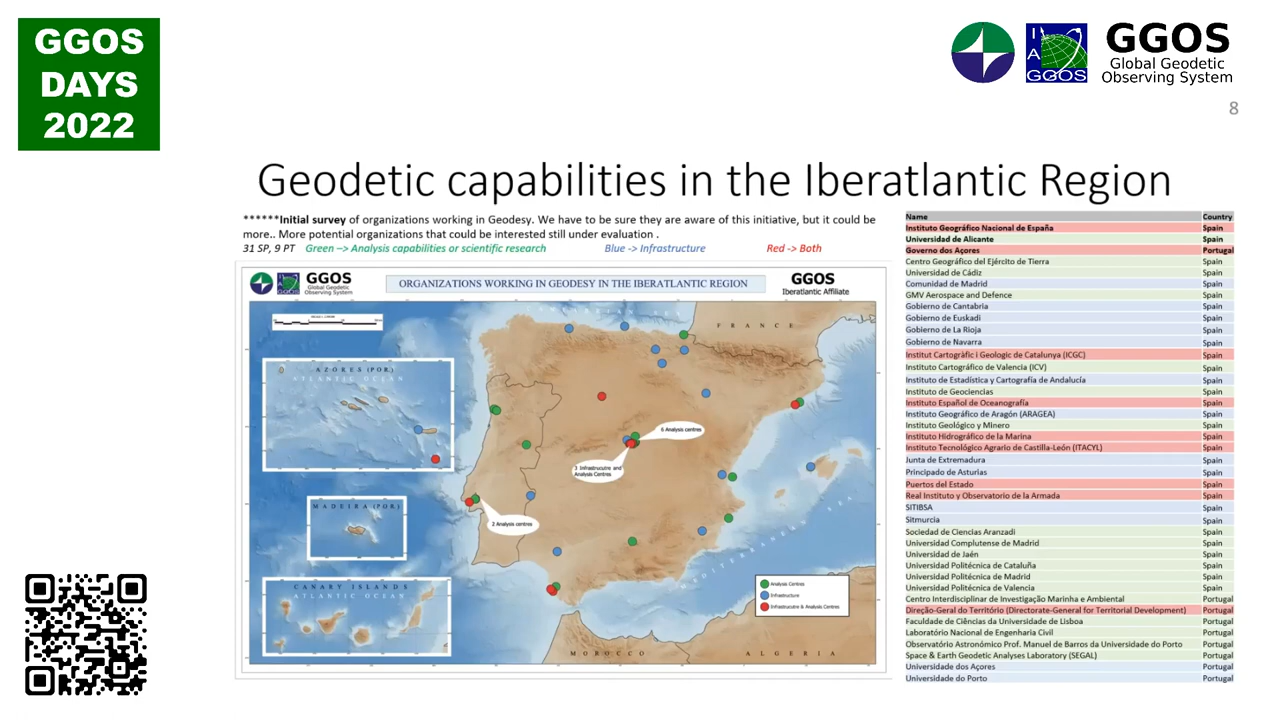 GGOS
DAYS
2022
I
A
GGOS
GGOS
Global Geodetic
Observing System
8
Geodetic capabilities in the Iberatlantic Region
******Initial survey of organizations working in Geodesy. We have to be sure they are aware of this initiative, but it could be
more.. More potential organizations that could be interested still under evaluation .
31 SP, 9 PT Green –> Analysis capabilities or scientific research Blue -> Infrastructure Red -> Both
GGOS
Global Geodetic
Observing System
ORGANIZATIONS WORKING IN GEODESY IN THE IBERATLANTIC REGION
GGOS
Iberatlantic Affiliate
FRANCE
AZORES (POR)
ATLANTIC OCEAN
6 Analysis centres
3 Infrastrucutre and
Analysis Centres
MADEIRA (POR)
2 Analysis centres
CANARY ISLANDS
ATLANTIC OCEAN
Analysis Centres
Infrastructure
Infrastrucutre & Analysis Centres
MOROCCO
ALGERIA
Name Country
Instituto Geográfico Nacional de España Spain
Universidad de Alicante Spain
Governo dos Açores Portugal
Centro Geográfico del Ejército de Tierra Spain
Universidad de Cádiz Spain
Comunidad de Madrid Spain
GMV Aerospace and Defence Spain
Gobierno de Cantabria Spain
Gobierno de Euskadi Spain
Gobierno de La Rioja Spain
Gobierno de Navarra Spain
Institut Cartogràfic i Geologic de Catalunya (ICGC) Spain
Instituto Cartográfico de Valencia (ICV) Spain
Instituto de Estadística y Cartografía de Andalucía Spain
Instituto de Geociencias Spain
Instituto Español de Oceanografía Spain
Instituto Geográfico de Aragón (ARAGEA) Spain
Instituto Geológico y Minero Spain
Instituto Hidrográfico de la Marina Spain
Instituto Tecnológico Agrario de Castilla-León (ITACYL) Spain
Junta de Extremadura Spain
Principado de Asturias Spain
Puertos del Estado Spain
Real Instituto y Observatorio de la Armada Spain
SITIBSA Spain
Sitmurcia Spain
Sociedad de Ciencias Aranzadi Spain
Universidad Complutense de Madrid Spain
Universidad de Jaén Spain
Universidad Politécnica de Cataluña Spain
Universidad Politécnica de Madrid Spain
Universidad Politécnica de Valencia Spain
Centro Interdisciplinar de Investigação Marinha e Ambiental Portugal
Direção-Geral do Território (Directorate-General for Territorial Development) Portugal
Faculdade de Ciências da Universidade de Lisboa Portugal
Laboratório Nacional de Engenharia Civil Portugal
Observatório Astronómico Prof. Manuel de Barros da Universidade do Porto Portugal
Space & Earth Geodetic Analyses Laboratory (SEGAL) Portugal
Universidade dos Açores Portugal
Universidade do Porto Portugal